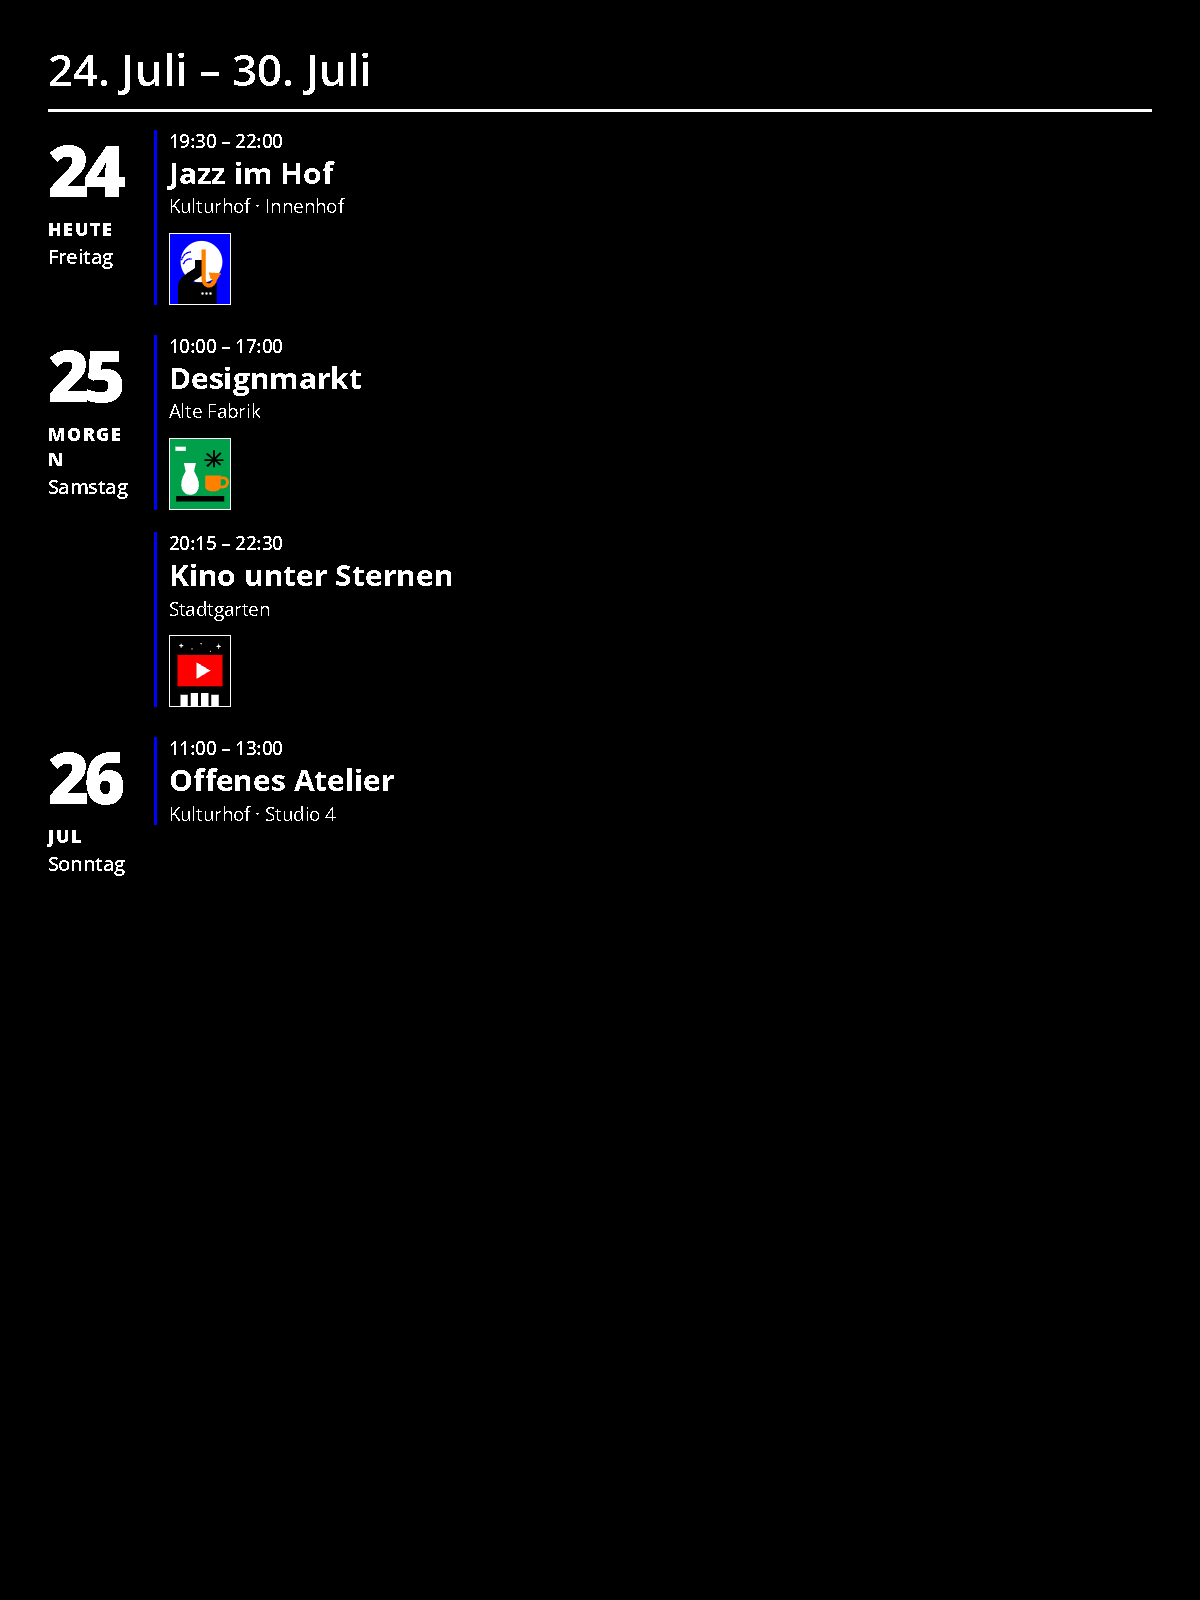 24. Juli – 30. Juli
24
HEUTE
Freitag
19:30 – 22:00
Jazz im Hof
Kulturhof · Innenhof
25
MORGE
N
Samstag
10:00 – 17:00
Designmarkt
Alte Fabrik
20:15 – 22:30
Kino unter Sternen
Stadtgarten
26
JUL
Sonntag
11:00 – 13:00
Offenes Atelier
Kulturhof · Studio 4